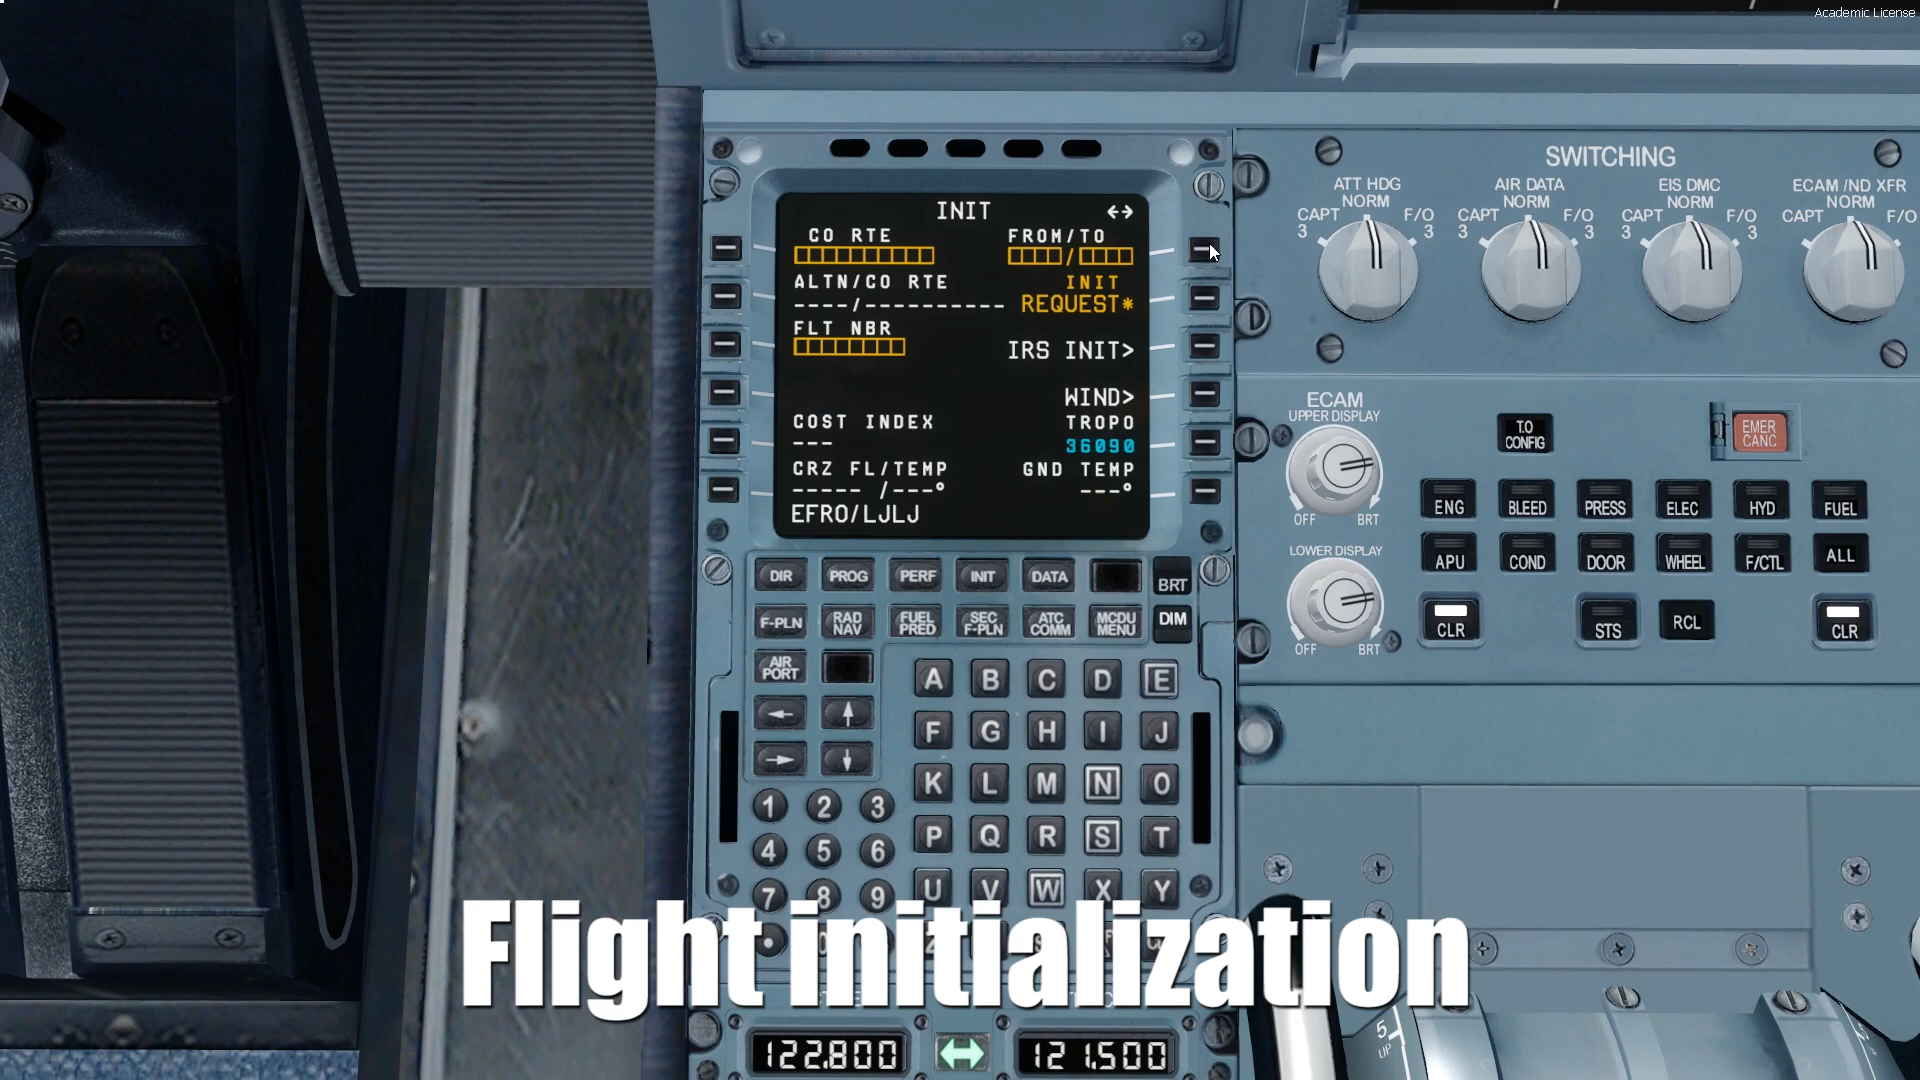 Academic License
INIT ↔
CO RTE FROM/TO
□□□□□□□□□□ □□□□/□□□□
ALTN/CO RTE INIT
----/---------- REQUEST*
FLT NBR
□□□□□□□□ IRS INIT>
WIND>
COST INDEX TROPO
--- 36090
CRZ FL/TEMP GND TEMP
----- /---° ---°
EFRO/LJLJ
DIR PROG PERF INIT DATA BRT
F-PLN RAD NAV FUEL PRED SEC F-PLN ATC COMM MCDU MENU DIM
AIR PORT
← ↑
→ ↓
A B C D E
F G H I J
K L M N O
P Q R S T
U V W X Y
1 2 3
4 5 6
7 8 9
122.800 121.500
SWITCHING
ATT HDG AIR DATA EIS DMC ECAM /ND XFR
NORM NORM NORM NORM
CAPT F/O CAPT F/O CAPT F/O CAPT F/O
3 3 3 3 3 3
ECAM
UPPER DISPLAY
OFF BRT
LOWER DISPLAY
OFF BRT
T.O CONFIG
EMER CANC
ENG BLEED PRESS ELEC HYD FUEL
APU COND DOOR WHEEL F/CTL ALL
CLR STS RCL CLR
5
UP
Flight initialization